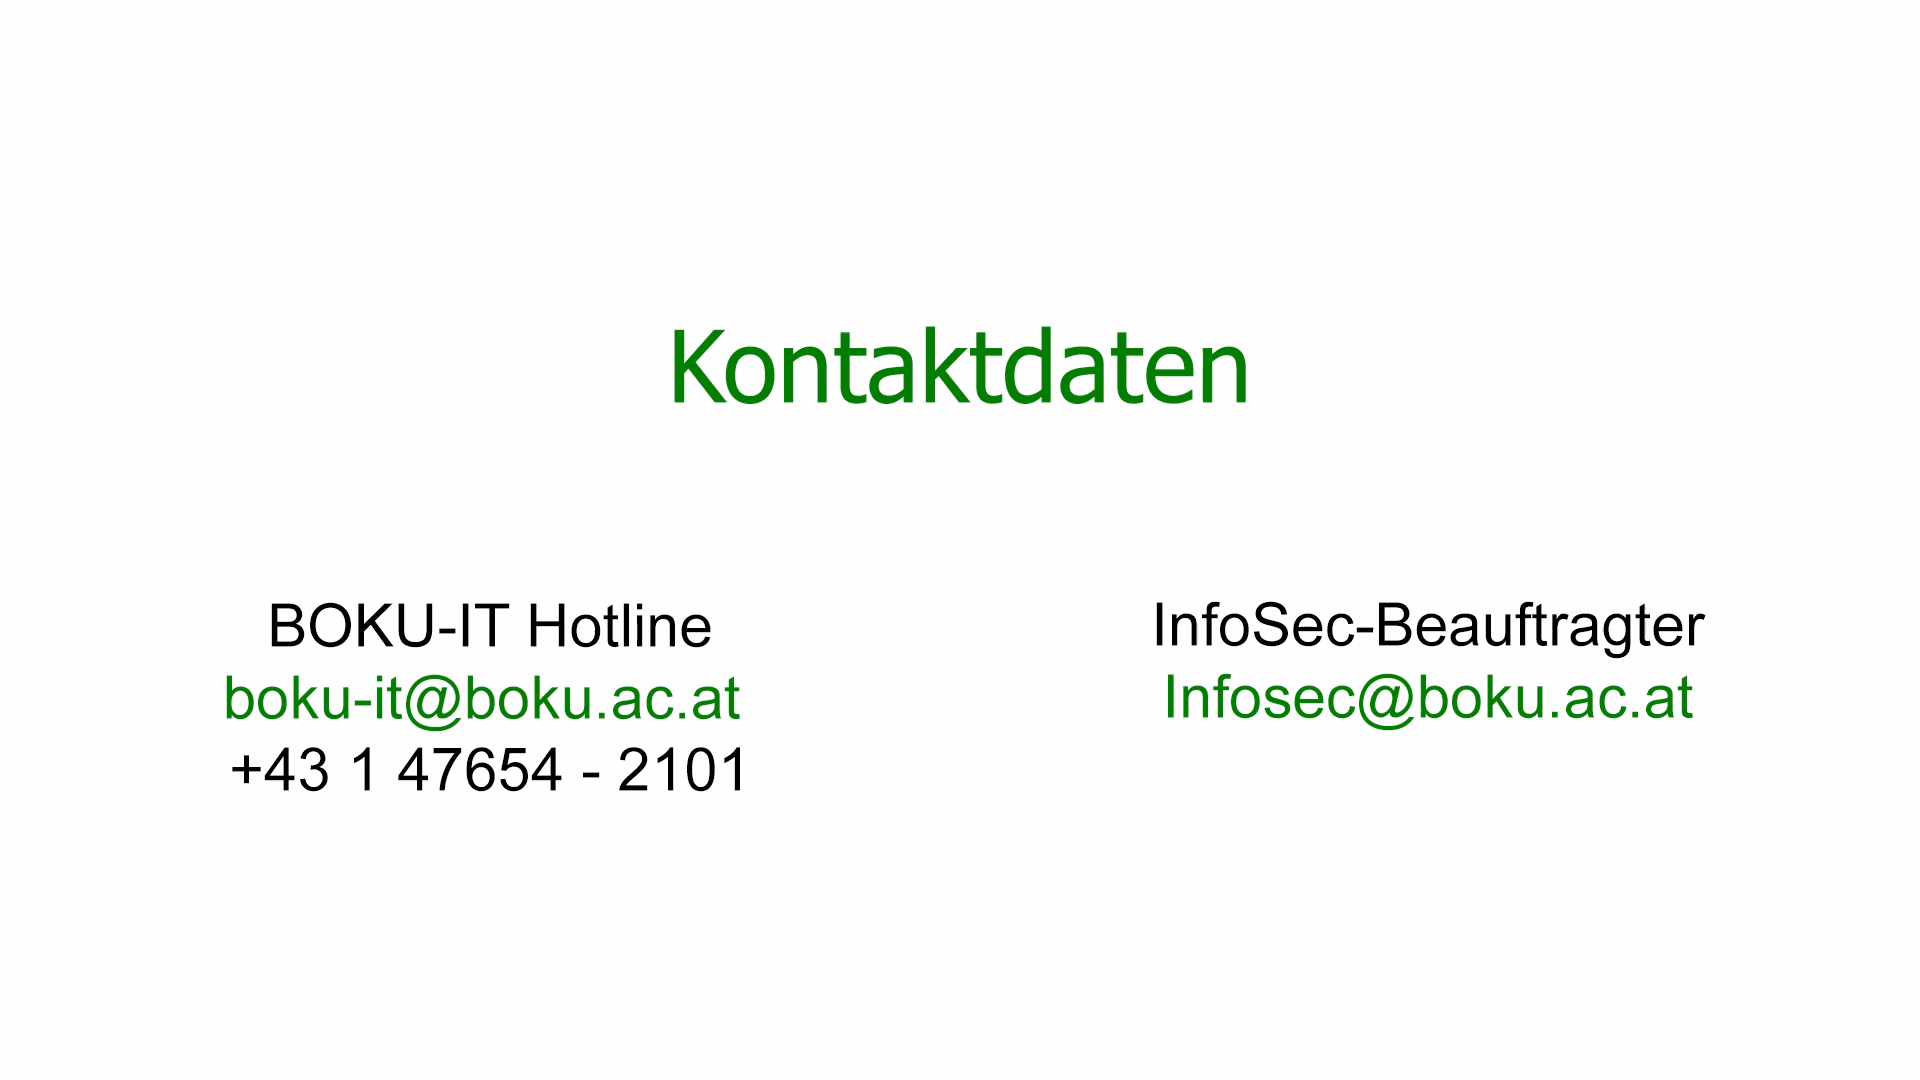 Kontaktdaten
BOKU-IT Hotline
boku-it@boku.ac.at
+43 1 47654 - 2101
InfoSec-Beauftragter
Infosec@boku.ac.at